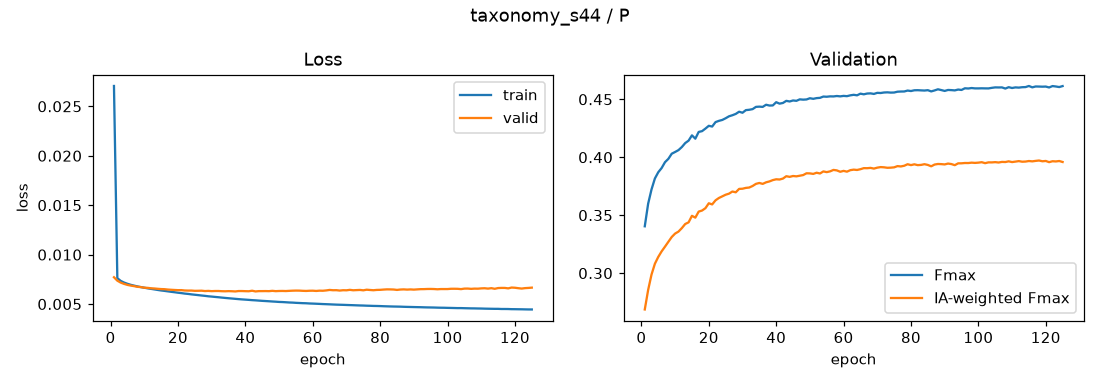 taxonomy_s44 / P
Loss
loss
0.025
0.020
0.015
0.010
0.005
0 20 40 60 80 100 120
epoch
train
valid
Validation
0.45
0.40
0.35
0.30
0 20 40 60 80 100 120
epoch
Fmax
IA-weighted Fmax